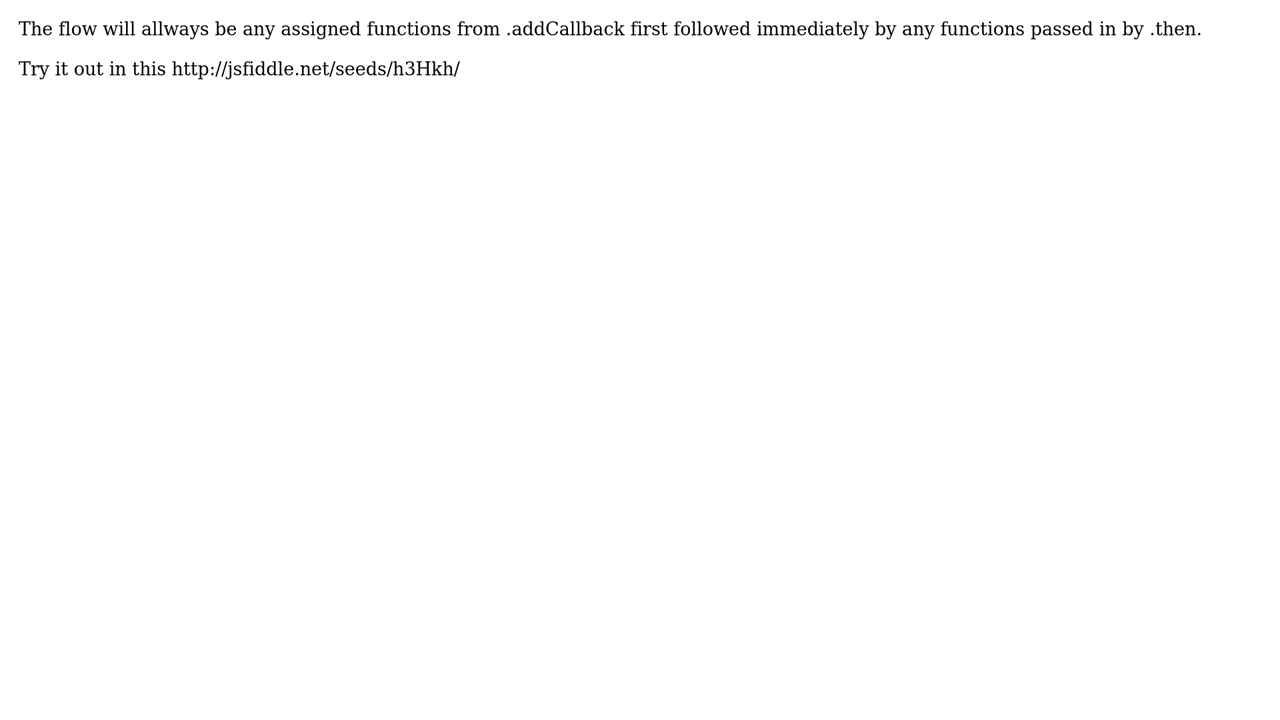 The flow will allways be any assigned functions from .addCallback first followed immediately by any functions passed in by .then.
Try it out in this http://jsfiddle.net/seeds/h3Hkh/